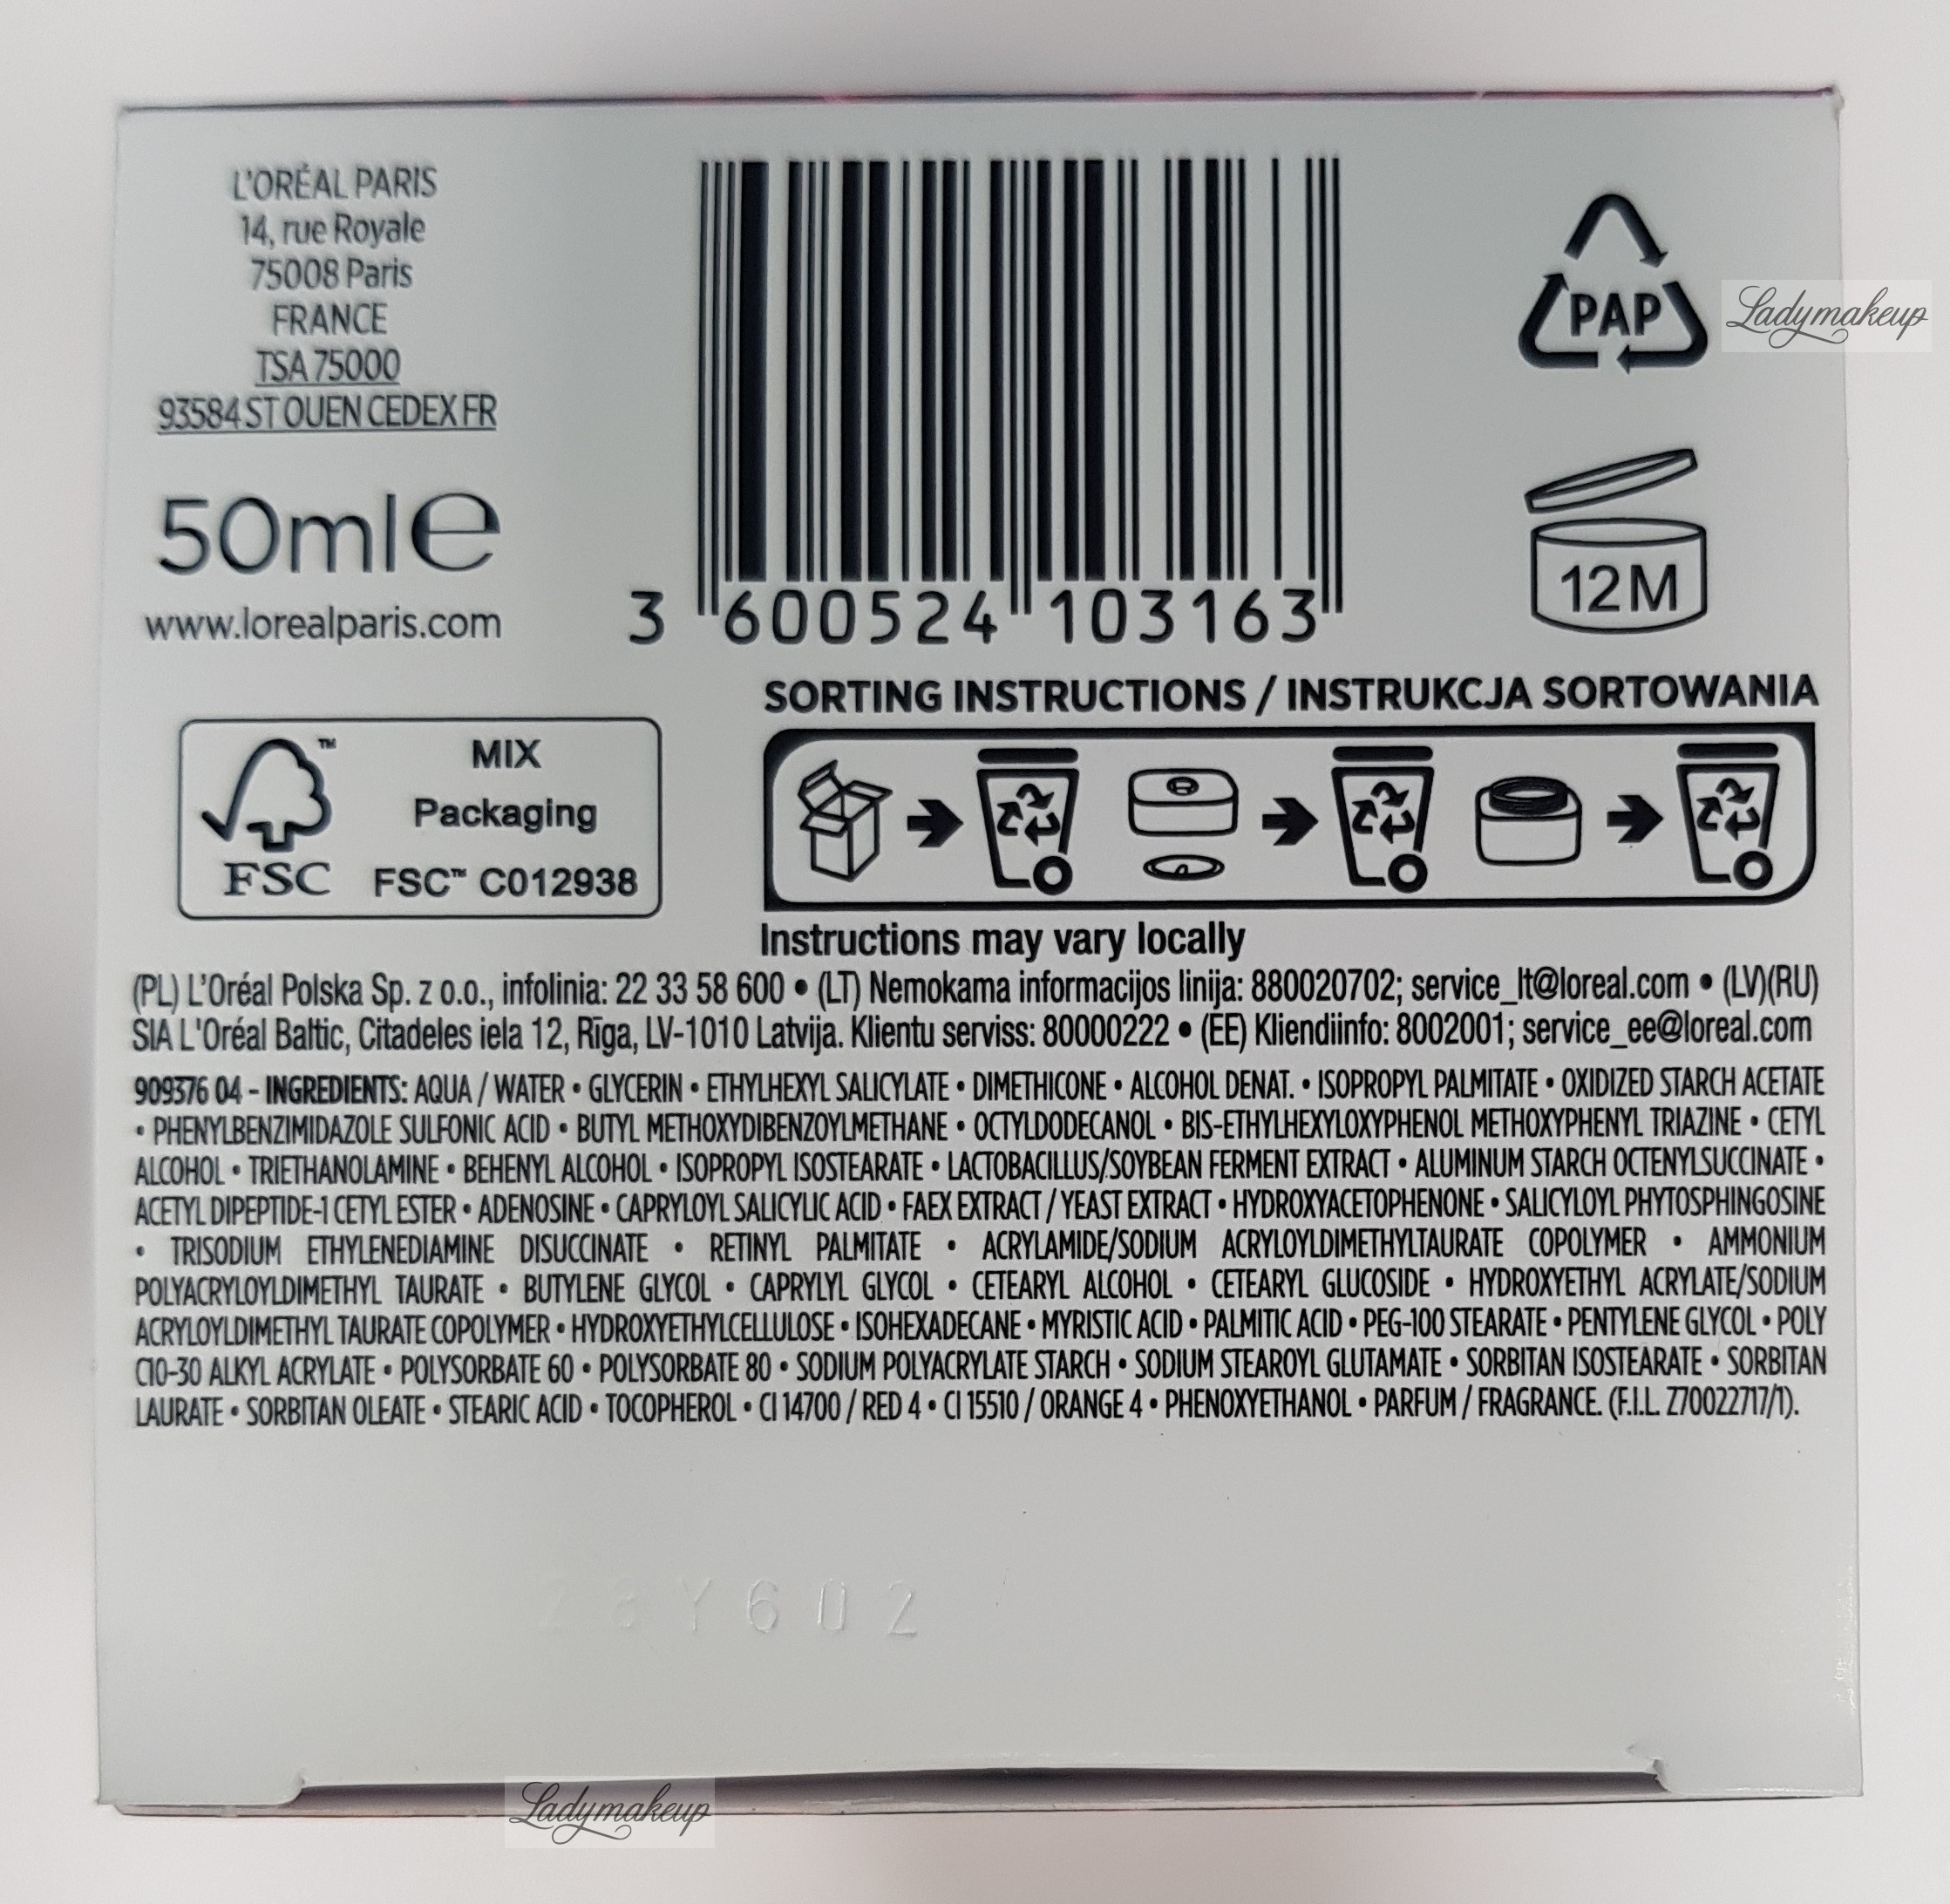 L'ORÉAL PARIS
14, rue Royale
75008 Paris
FRANCE
TSA 75000
93584 ST OUEN CEDEX FR
50ml e
www.lorealparis.com
3 600524 103163
PAP
Ladymakeup
12M
SORTING INSTRUCTIONS / INSTRUKCJA SORTOWANIA
FSC™
MIX
Packaging
FSC™ C012938
Instructions may vary locally
(PL) L'Oréal Polska Sp. z o.o., infolinia: 22 33 58 600 • (LT) Nemokama informacijos linija: 880020702; service_lt@loreal.com • (LV)(RU)
SIA L'Oréal Baltic, Citadeles iela 12, Rīga, LV-1010 Latvija. Klientu serviss: 80000222 • (EE) Kliendiinfo: 8002001; service_ee@loreal.com
909376 04 - INGREDIENTS: AQUA / WATER • GLYCERIN • ETHYLHEXYL SALICYLATE • DIMETHICONE • ALCOHOL DENAT. • ISOPROPYL PALMITATE • OXIDIZED STARCH ACETATE
• PHENYLBENZIMIDAZOLE SULFONIC ACID • BUTYL METHOXYDIBENZOYLMETHANE • OCTYLDODECANOL • BIS-ETHYLHEXYLOXYPHENOL METHOXYPHENYL TRIAZINE • CETYL
ALCOHOL • TRIETHANOLAMINE • BEHENYL ALCOHOL • ISOPROPYL ISOSTEARATE • LACTOBACILLUS/SOYBEAN FERMENT EXTRACT • ALUMINUM STARCH OCTENYLSUCCINATE •
ACETYL DIPEPTIDE-1 CETYL ESTER • ADENOSINE • CAPRYLOYL SALICYLIC ACID • FAEX EXTRACT / YEAST EXTRACT • HYDROXYACETOPHENONE • SALICYLOYL PHYTOSPHINGOSINE
• TRISODIUM ETHYLENEDIAMINE DISUCCINATE • RETINYL PALMITATE • ACRYLAMIDE/SODIUM ACRYLOYLDIMETHYLTAURATE COPOLYMER • AMMONIUM
POLYACRYLOYLDIMETHYL TAURATE • BUTYLENE GLYCOL • CAPRYLYL GLYCOL • CETEARYL ALCOHOL • CETEARYL GLUCOSIDE • HYDROXYETHYL ACRYLATE/SODIUM
ACRYLOYLDIMETHYL TAURATE COPOLYMER • HYDROXYETHYLCELLULOSE • ISOHEXADECANE • MYRISTIC ACID • PALMITIC ACID • PEG-100 STEARATE • PENTYLENE GLYCOL • POLY
C10-30 ALKYL ACRYLATE • POLYSORBATE 60 • POLYSORBATE 80 • SODIUM POLYACRYLATE STARCH • SODIUM STEAROYL GLUTAMATE • SORBITAN ISOSTEARATE • SORBITAN
LAURATE • SORBITAN OLEATE • STEARIC ACID • TOCOPHEROL • CI 14700 / RED 4 • CI 15510 / ORANGE 4 • PHENOXYETHANOL • PARFUM / FRAGRANCE. (F.I.L. Z70022717/1).
Ladymakeup